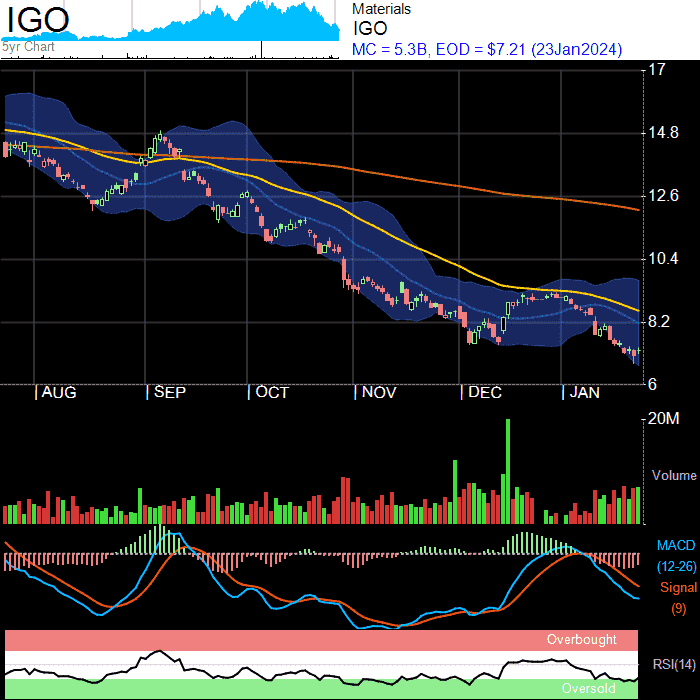 IGO
5yr Chart
Materials
IGO
MC = 5.3B, EOD = $7.21 (23Jan2024)
17
14.8
12.6
10.4
8.2
6
| AUG | SEP | OCT | NOV | DEC | JAN
20M
Volume
MACD
(12-26)
Signal
(9)
Overbought
RSI(14)
Oversold